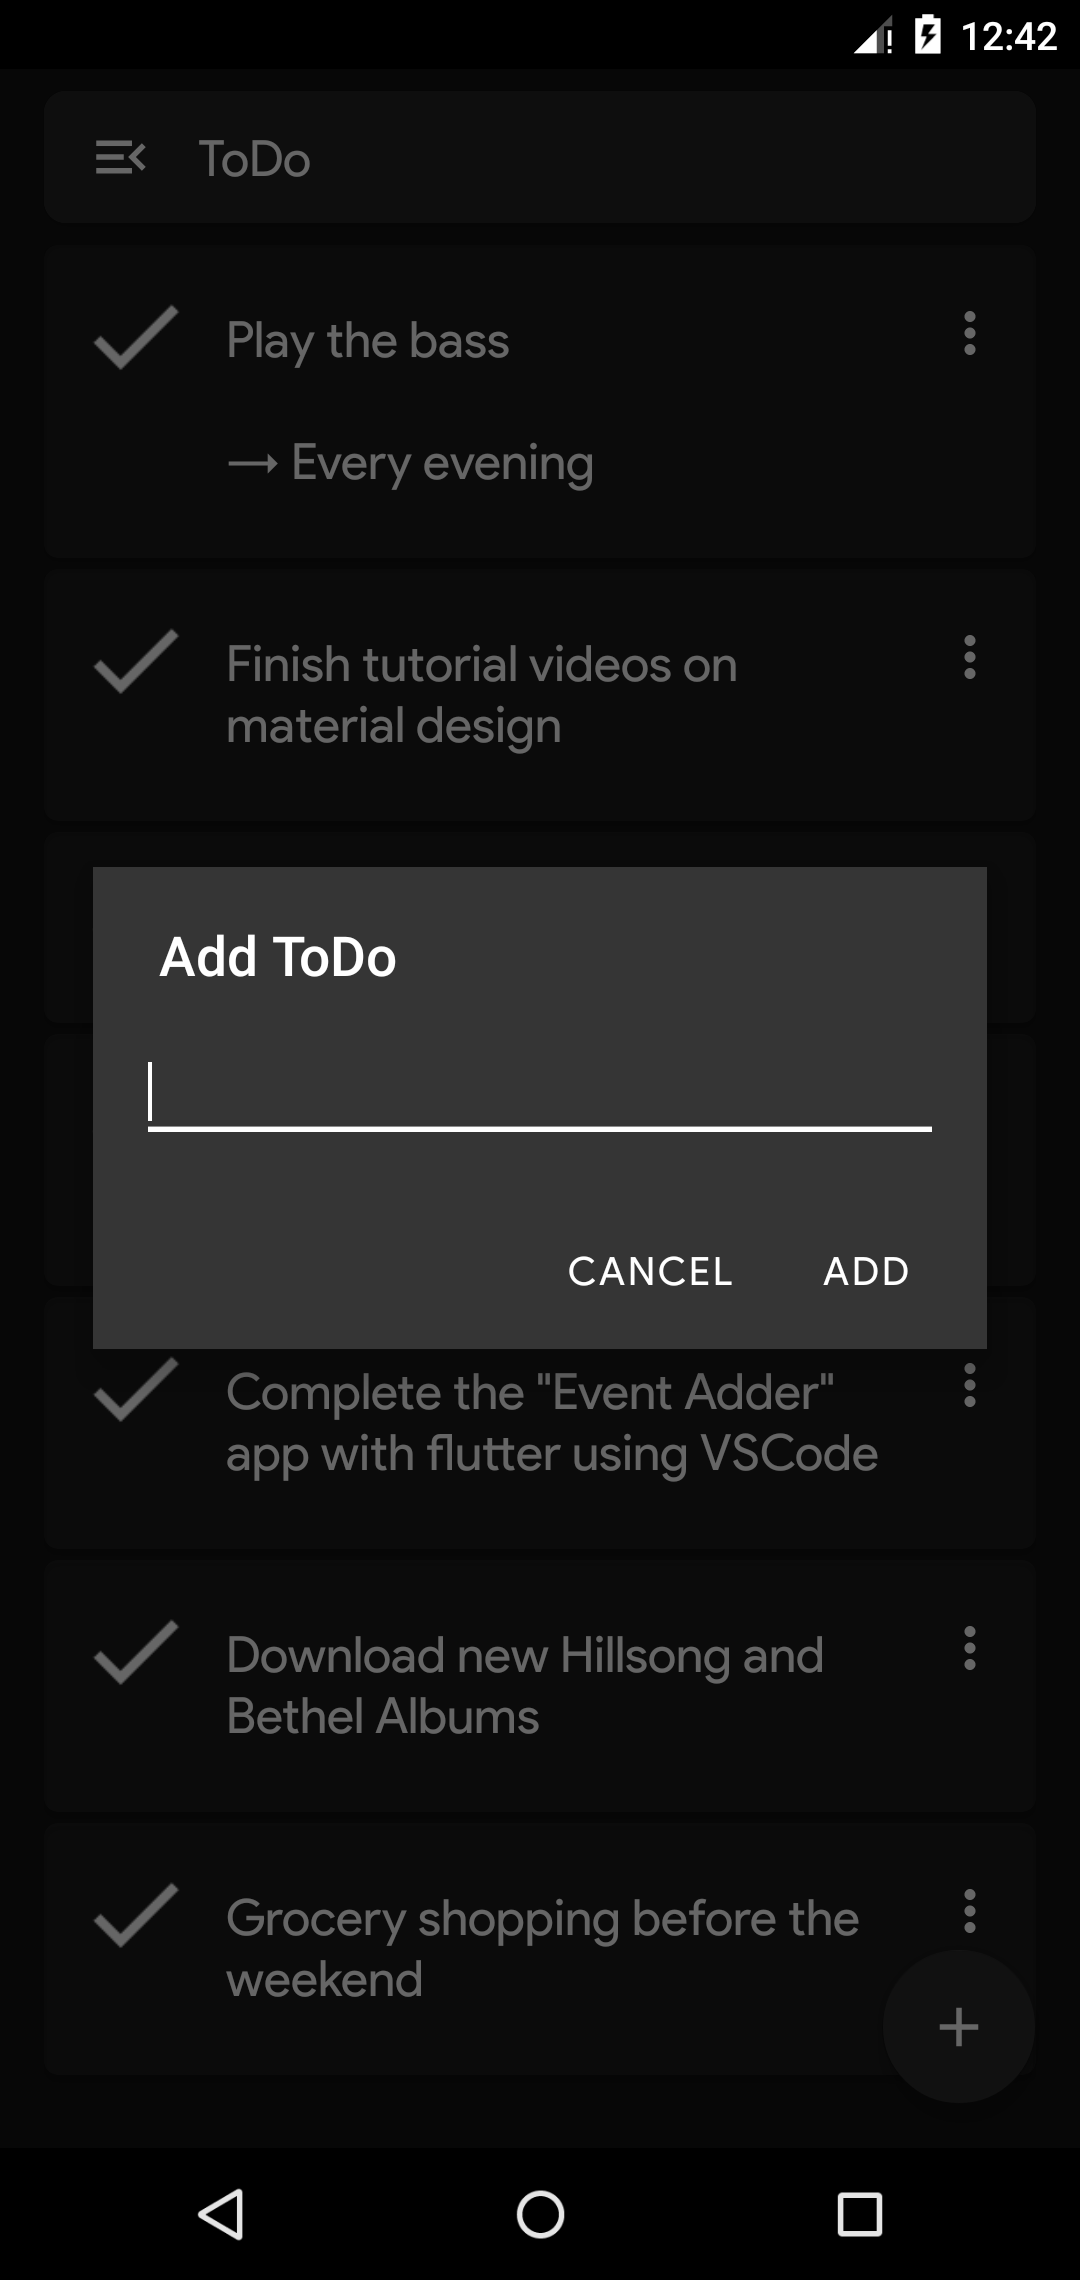 12:42
ToDo
Play the bass
→ Every evening
Finish tutorial videos on
material design
Add ToDo
CANCEL ADD
Complete the "Event Adder"
app with flutter using VSCode
Download new Hillsong and
Bethel Albums
Grocery shopping before the
weekend